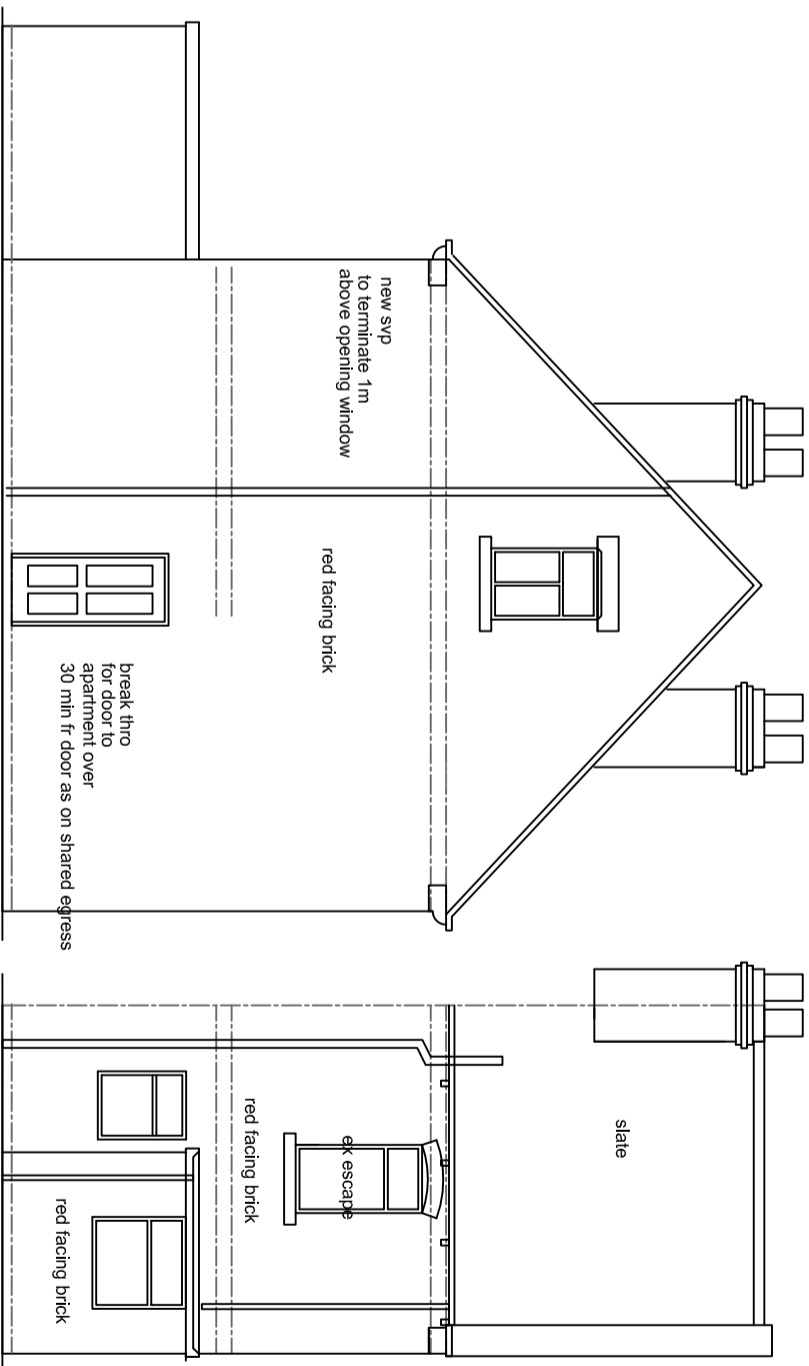 new svp
to terminate 1m
above opening window
red facing brick
break thro
for door to
apartment over
30 min fr door as on shared egress
slate
ex escape
red facing brick
red facing brick